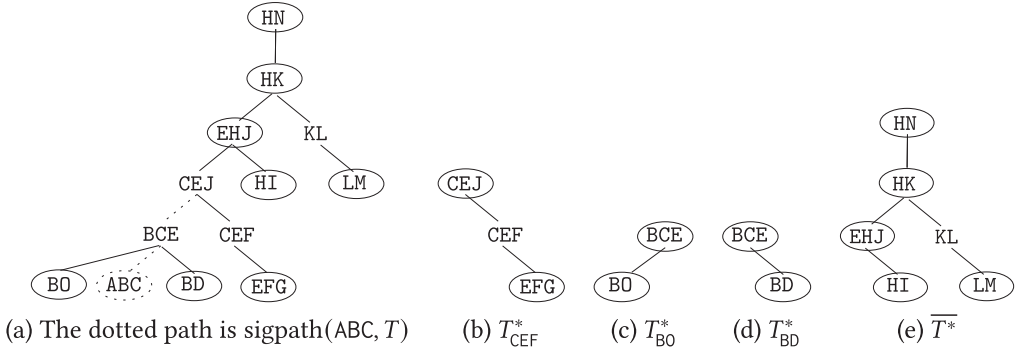 HN
HK
EHJ KL
CEJ HI LM
BCE CEF
BO ABC BD EFG
(a) The dotted path is sigpath(ABC, T)
CEJ
CEF
EFG
(b) T*CEF
BCE
BO
(c) T*BO
BCE
BD
(d) T*BD
HN
HK
EHJ KL
HI LM
(e) T̅*̅